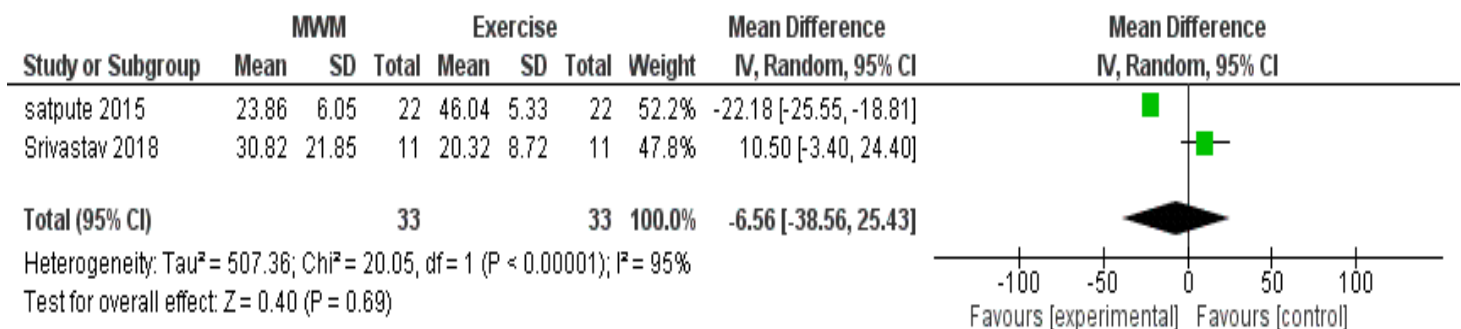 MWM Exercise Mean Difference Mean Difference
Study or Subgroup Mean SD Total Mean SD Total Weight IV, Random, 95% CI IV, Random, 95% CI
satpute 2015 23.86 6.05 22 46.04 5.33 22 52.2% -22.18 [-25.55, -18.81]
Srivastav 2018 30.82 21.85 11 20.32 8.72 11 47.8% 10.50 [-3.40, 24.40]
Total (95% CI) 33 33 100.0% -6.56 [-38.56, 25.43]
Heterogeneity: Tau² = 507.36; Chi² = 20.05, df = 1 (P < 0.00001); I² = 95%
Test for overall effect: Z = 0.40 (P = 0.69)
-100 -50 0 50 100
Favours [experimental] Favours [control]